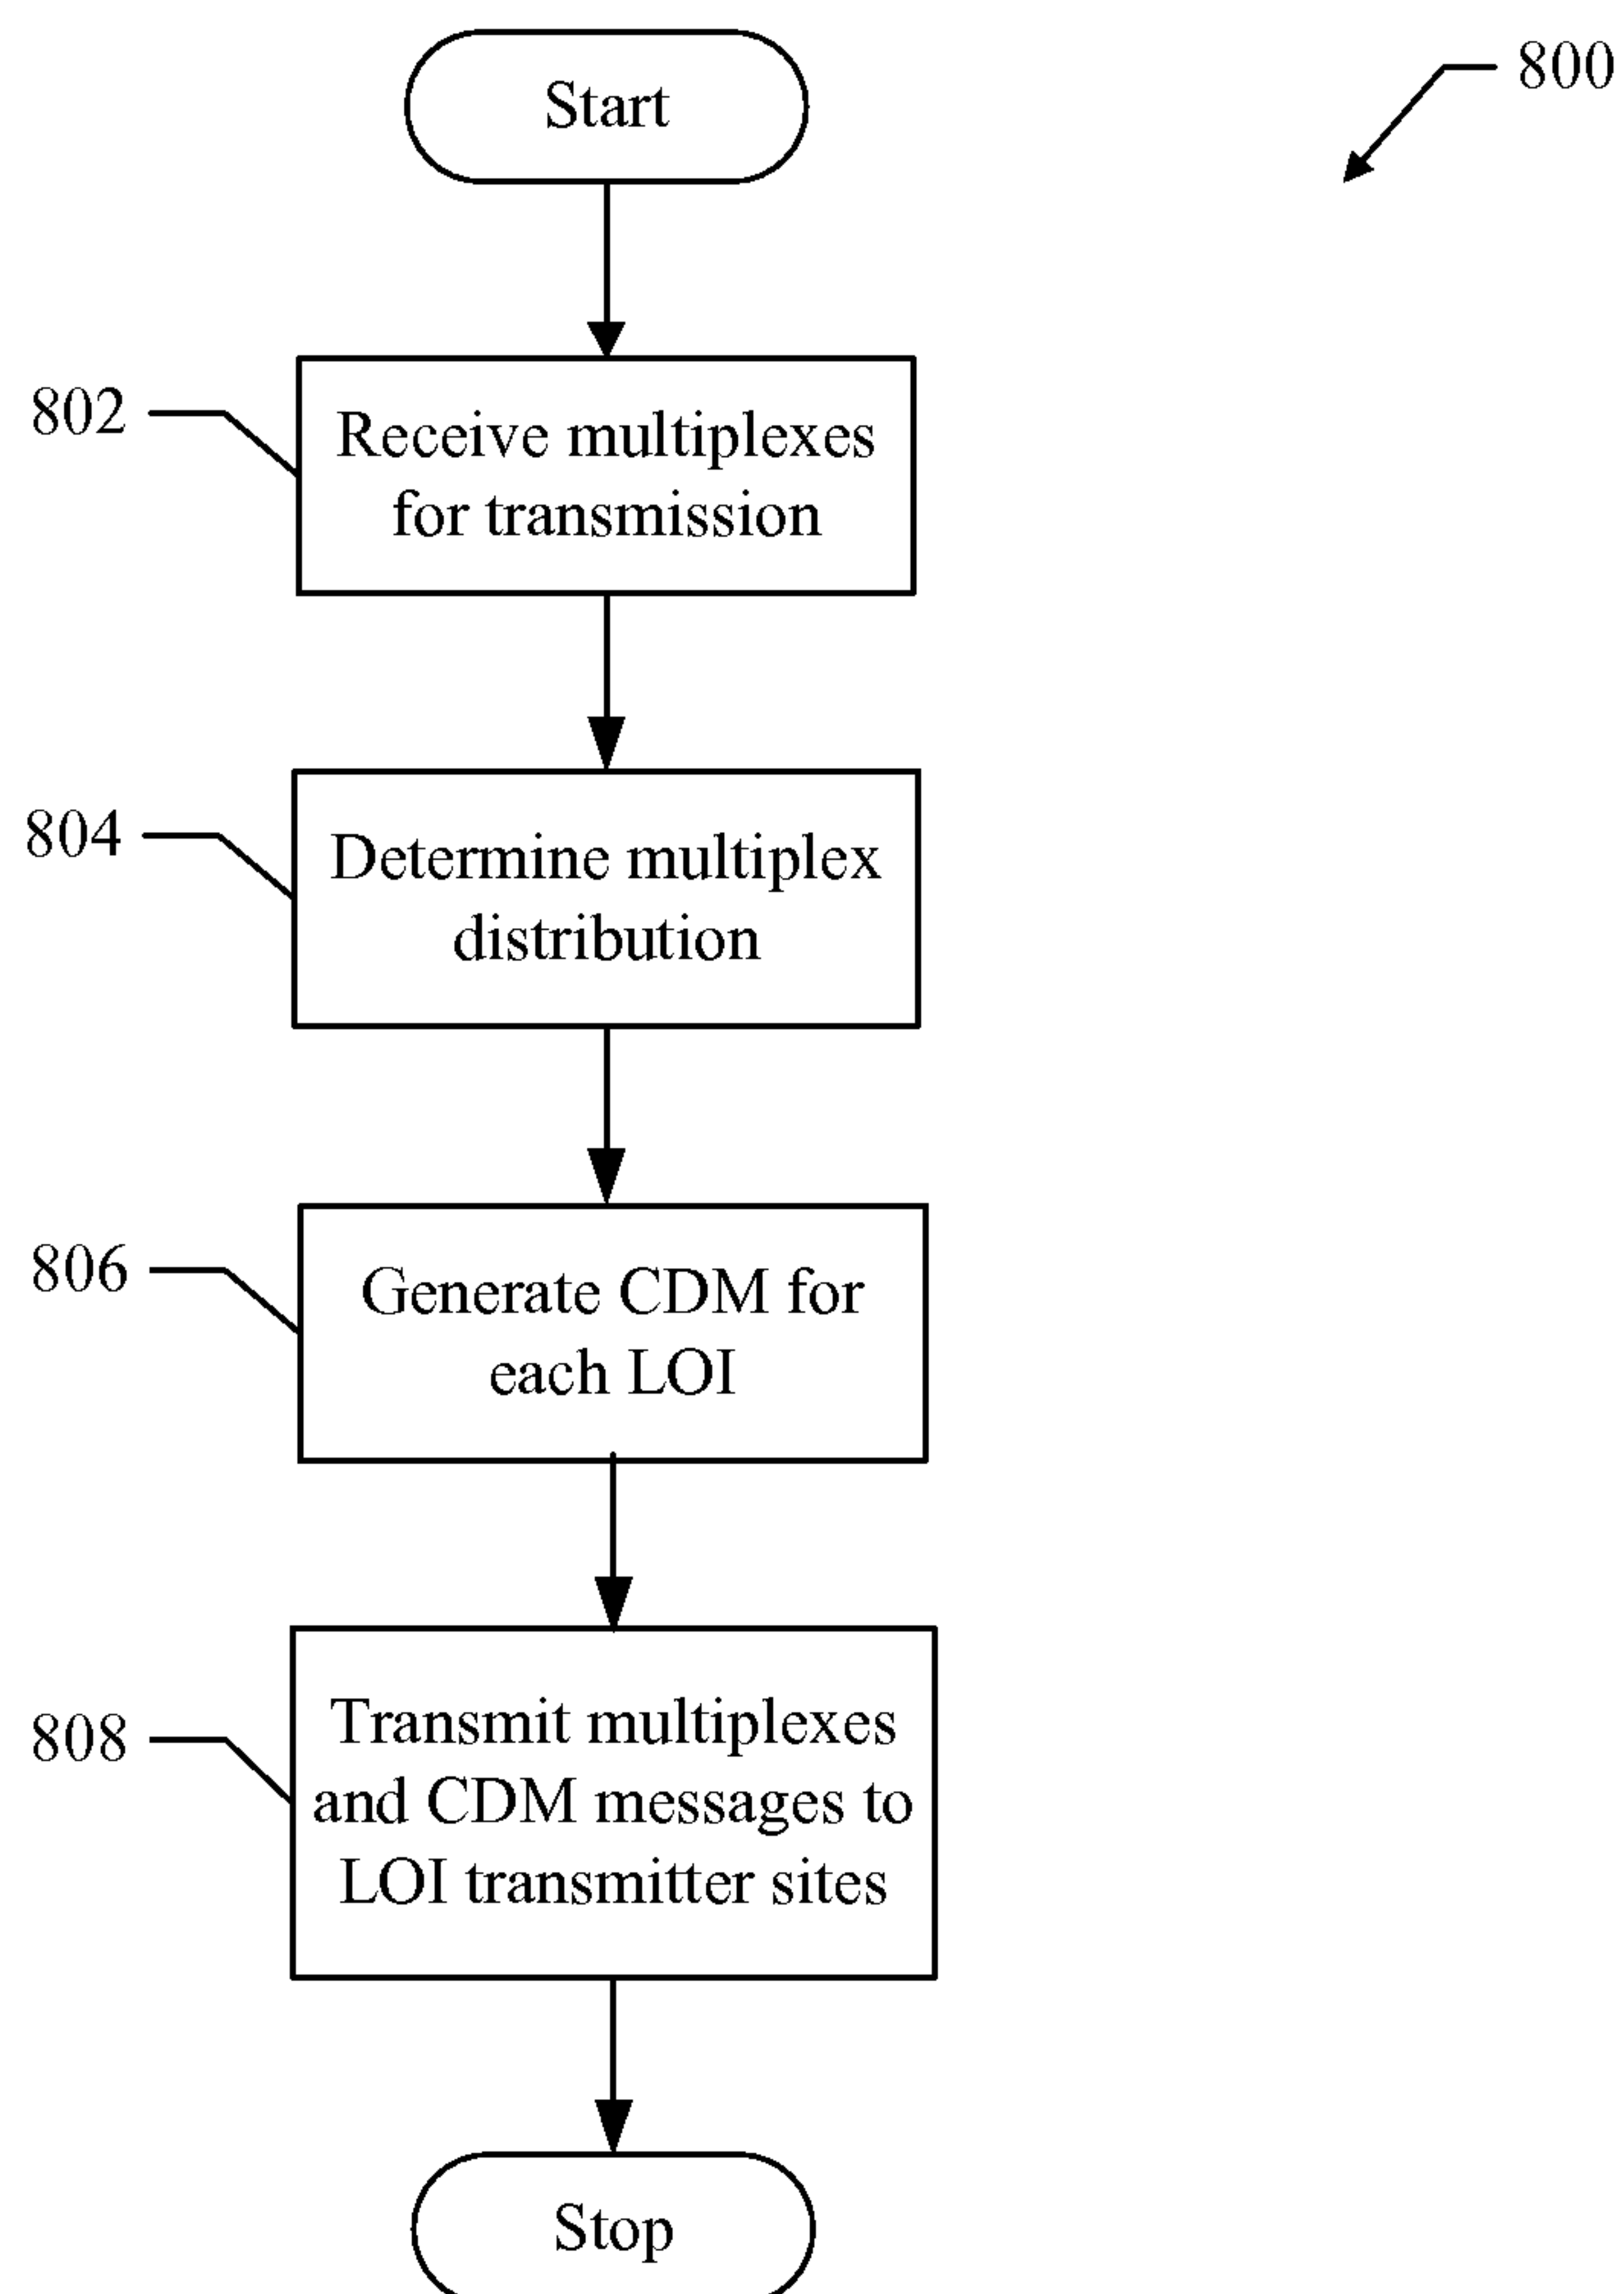 Start
800
802
Receive multiplexes
for transmission
804
Determine multiplex
distribution
806
Generate CDM for
each LOI
808
Transmit multiplexes
and CDM messages to
LOI transmitter sites
Stop